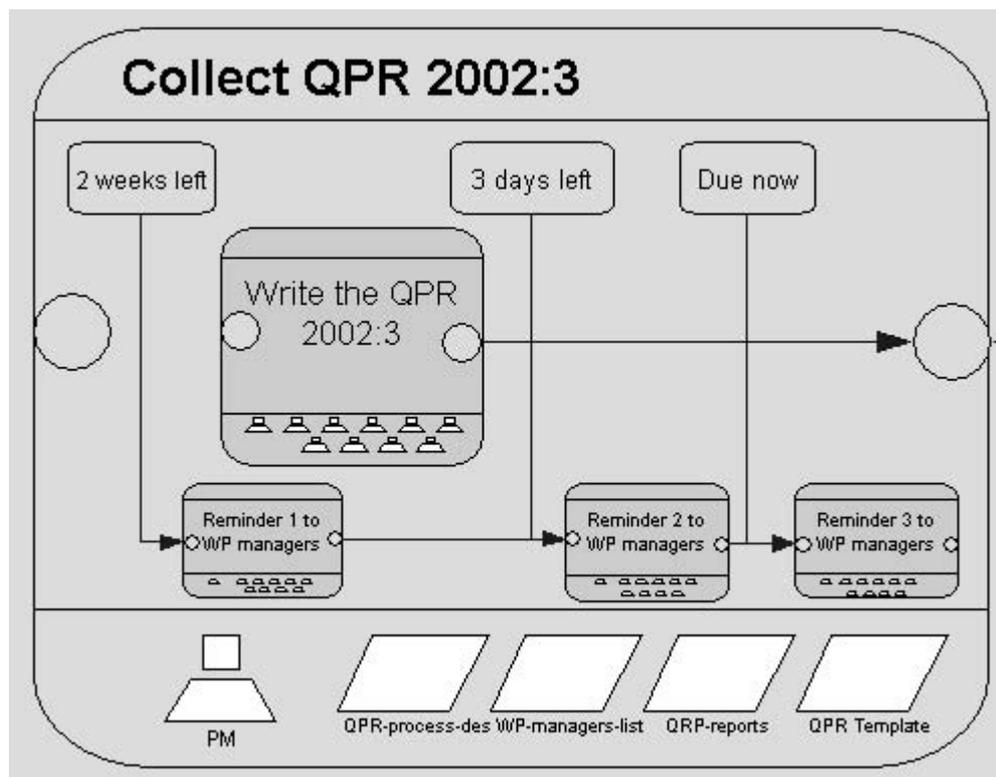 Collect QPR 2002:3
2 weeks left
3 days left
Due now
Write the QPR
2002:3
Reminder 1 to
WP managers
Reminder 2 to
WP managers
Reminder 3 to
WP managers
PM
QPR-process-des
WP-managers-list
QRP-reports
QPR Template